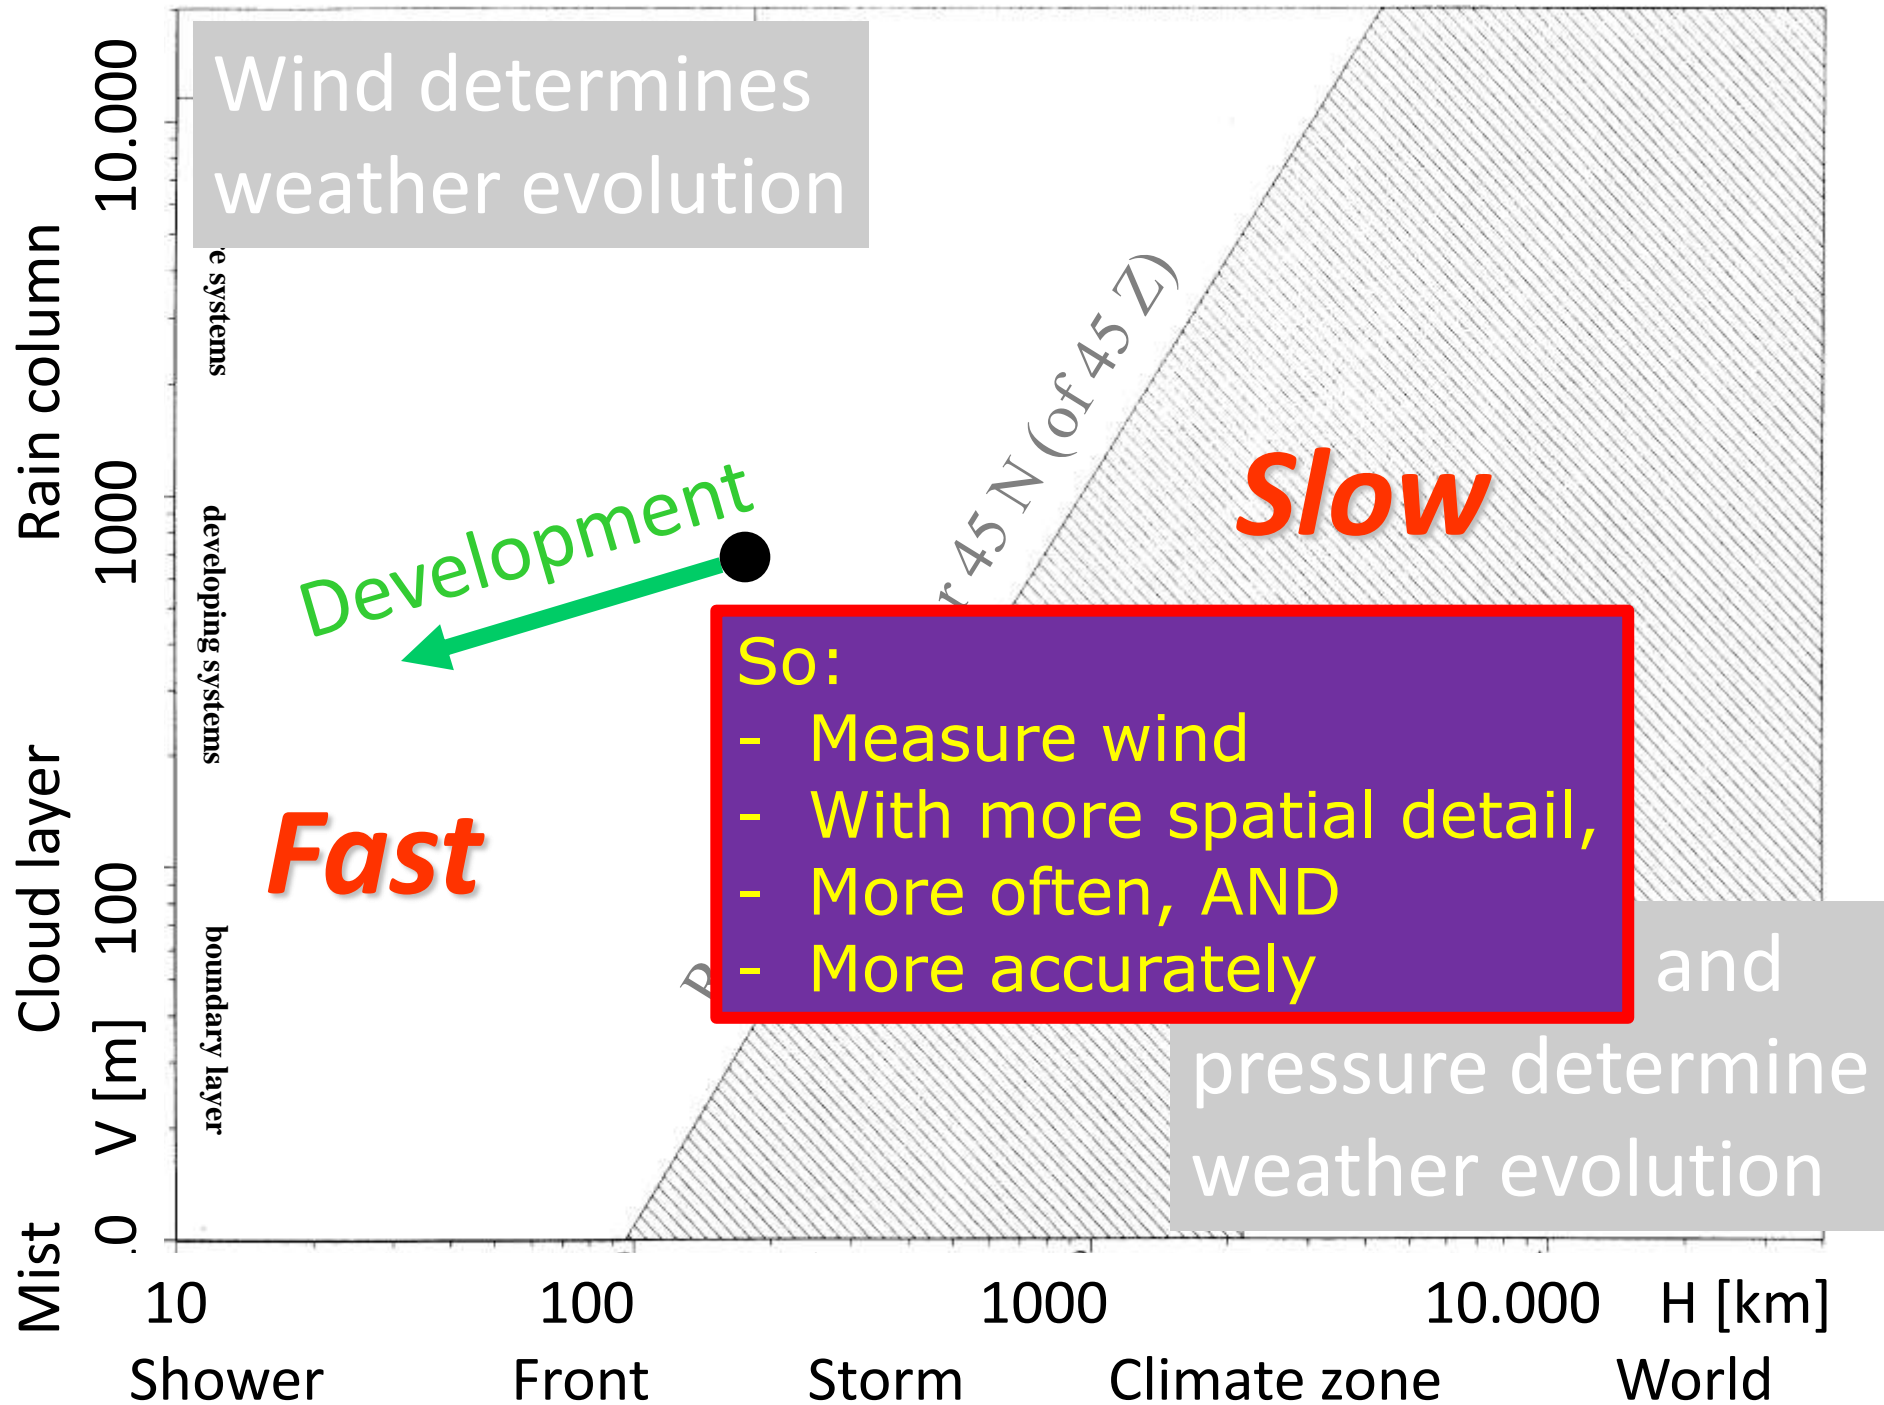 Wind determines
weather evolution
10.000
1000
100
V [m]
Rain column
Cloud layer
Mist
systems
developing systems
boundary layer
Development
45 N (of 45 Z)
Slow
Fast
So:
- Measure wind
- With more spatial detail,
- More often, AND
- More accurately
and
pressure determine
weather evolution
10 100 1000 10.000 H [km]
Shower Front Storm Climate zone World